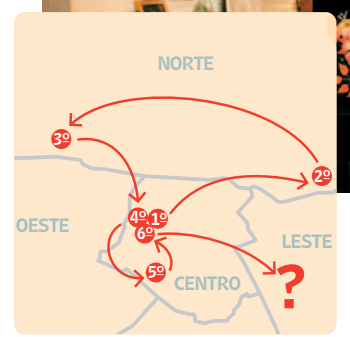 NORTE
3º
2º
4º 1º
6º
OESTE
LESTE
5º
CENTRO
?